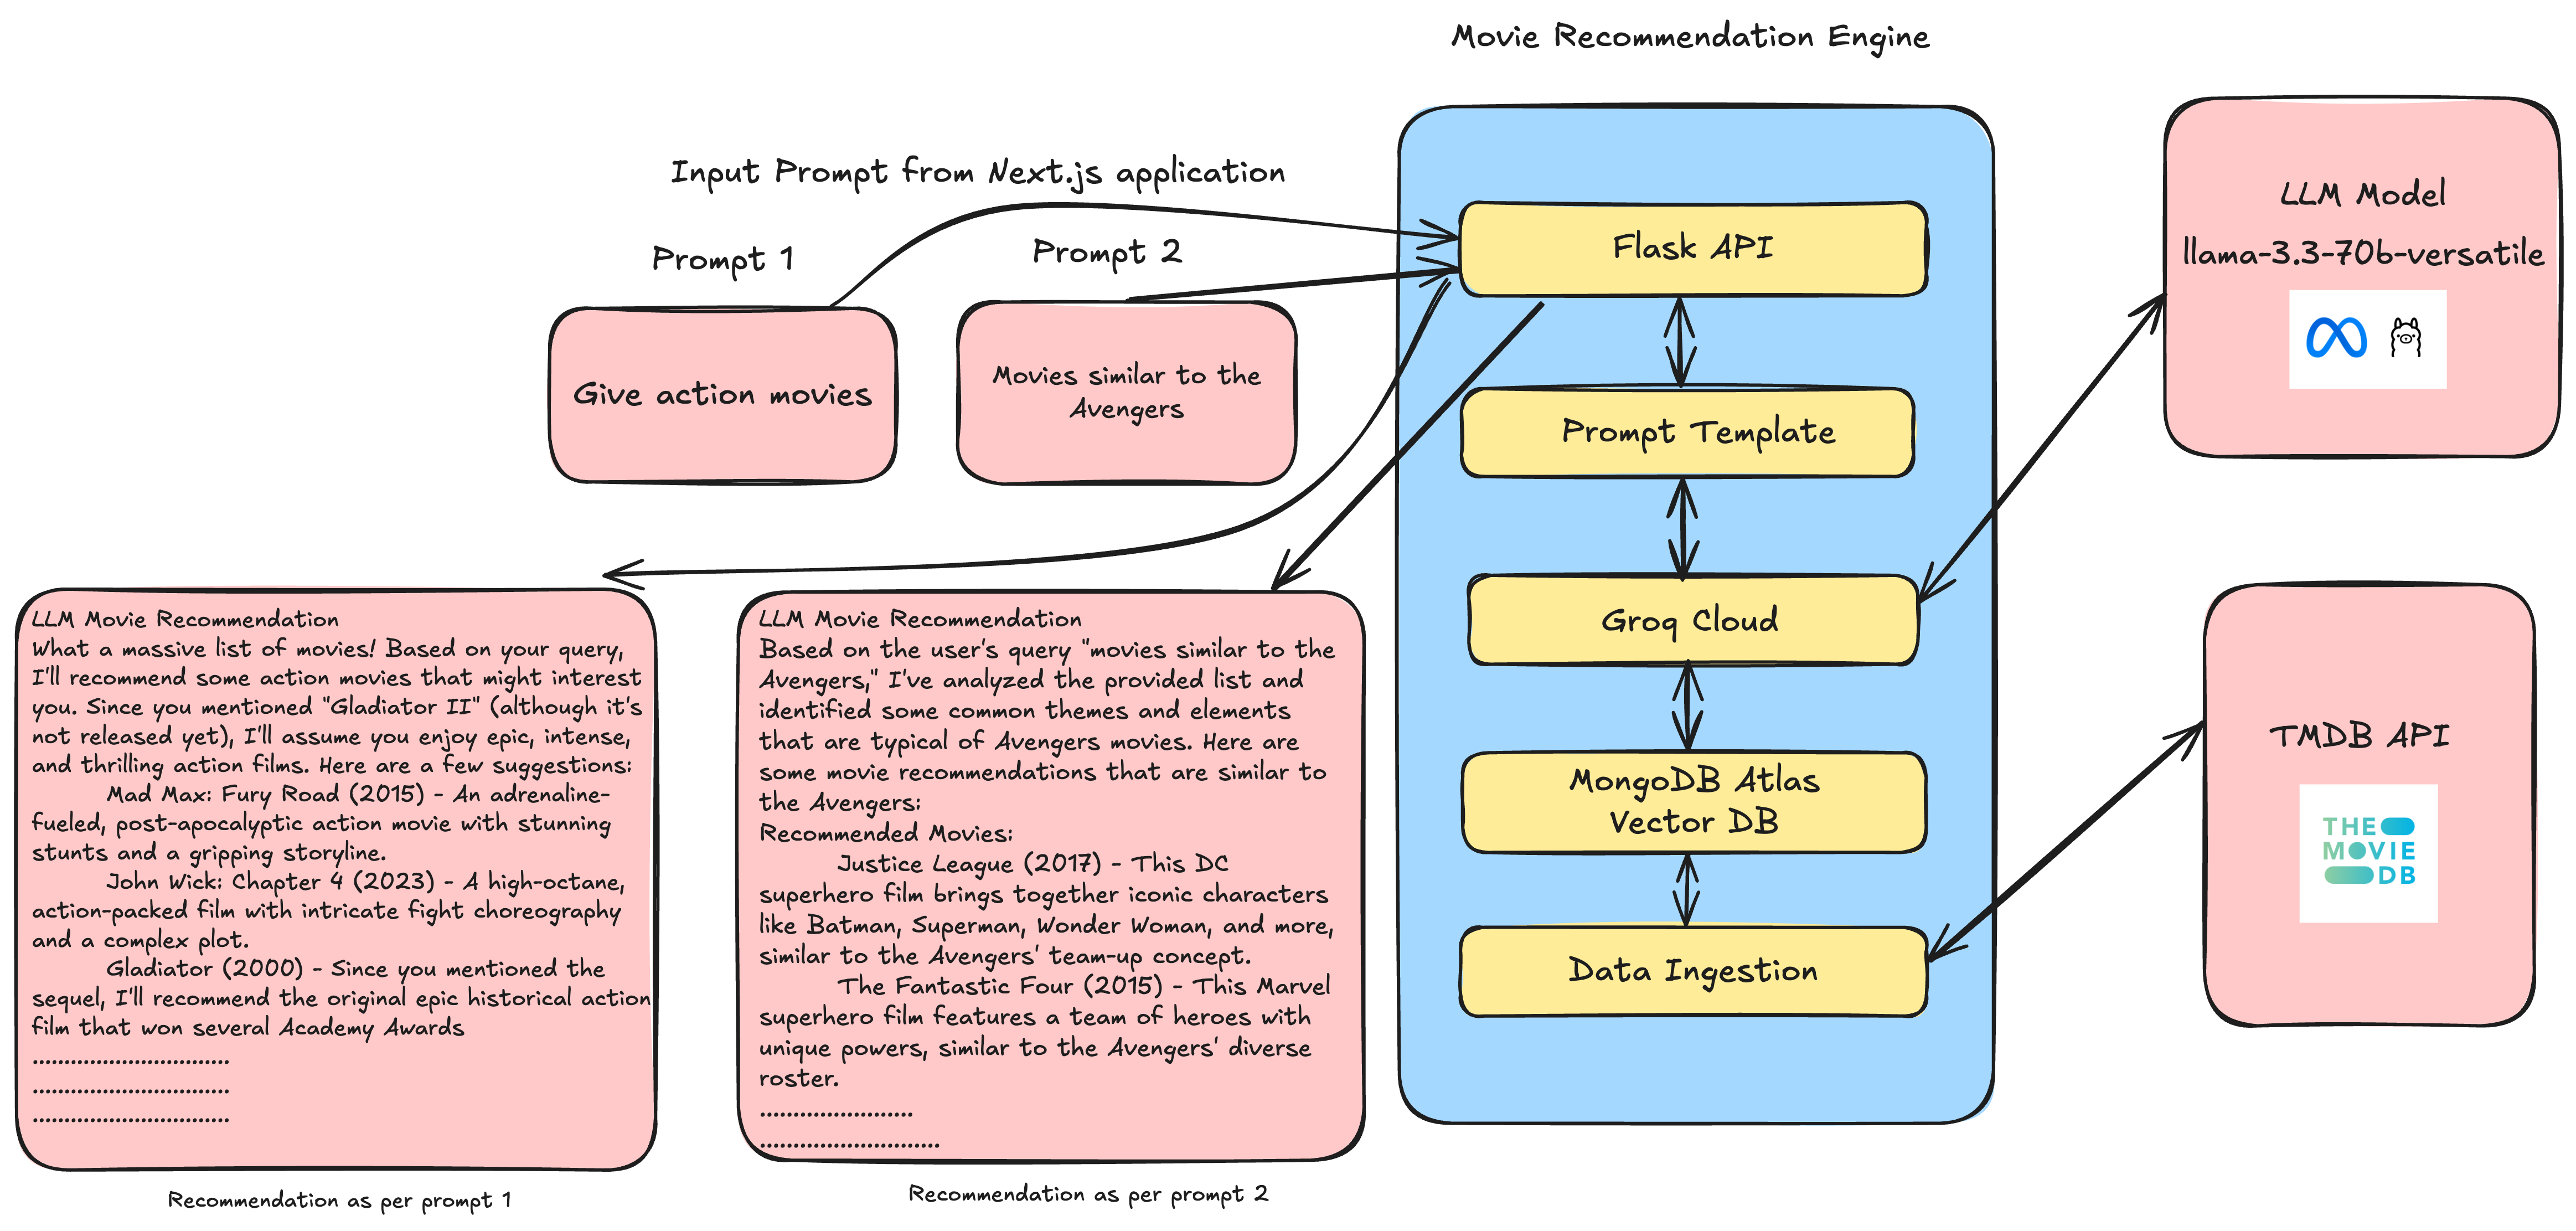 Movie Recommendation Engine
Input Prompt from Next.js application
Prompt 1
Prompt 2
Give action movies
Movies similar to the
Avengers
Flask API
Prompt Template
Groq Cloud
MongoDB Atlas
Vector DB
Data Ingestion
LLM Model
llama-3.3-70b-versatile
TMDB API
THE
MOVIE
DB
LLM Movie Recommendation
What a massive list of movies! Based on your query,
I'll recommend some action movies that might interest
you. Since you mentioned "Gladiator II" (although it's
not released yet), I'll assume you enjoy epic, intense,
and thrilling action films. Here are a few suggestions:
Mad Max: Fury Road (2015) - An adrenaline-
fueled, post-apocalyptic action movie with stunning
stunts and a gripping storyline.
John Wick: Chapter 4 (2023) - A high-octane,
action-packed film with intricate fight choreography
and a complex plot.
Gladiator (2000) - Since you mentioned the
sequel, I'll recommend the original epic historical action
film that won several Academy Awards
...............................
...............................
...............................
Recommendation as per prompt 1
LLM Movie Recommendation
Based on the user's query "movies similar to the
Avengers," I've analyzed the provided list and
identified some common themes and elements
that are typical of Avengers movies. Here are
some movie recommendations that are similar to
the Avengers:
Recommended Movies:
Justice League (2017) - This DC
superhero film brings together iconic characters
like Batman, Superman, Wonder Woman, and more,
similar to the Avengers' team-up concept.
The Fantastic Four (2015) - This Marvel
superhero film features a team of heroes with
unique powers, similar to the Avengers' diverse
roster.
.......................
...........................
Recommendation as per prompt 2